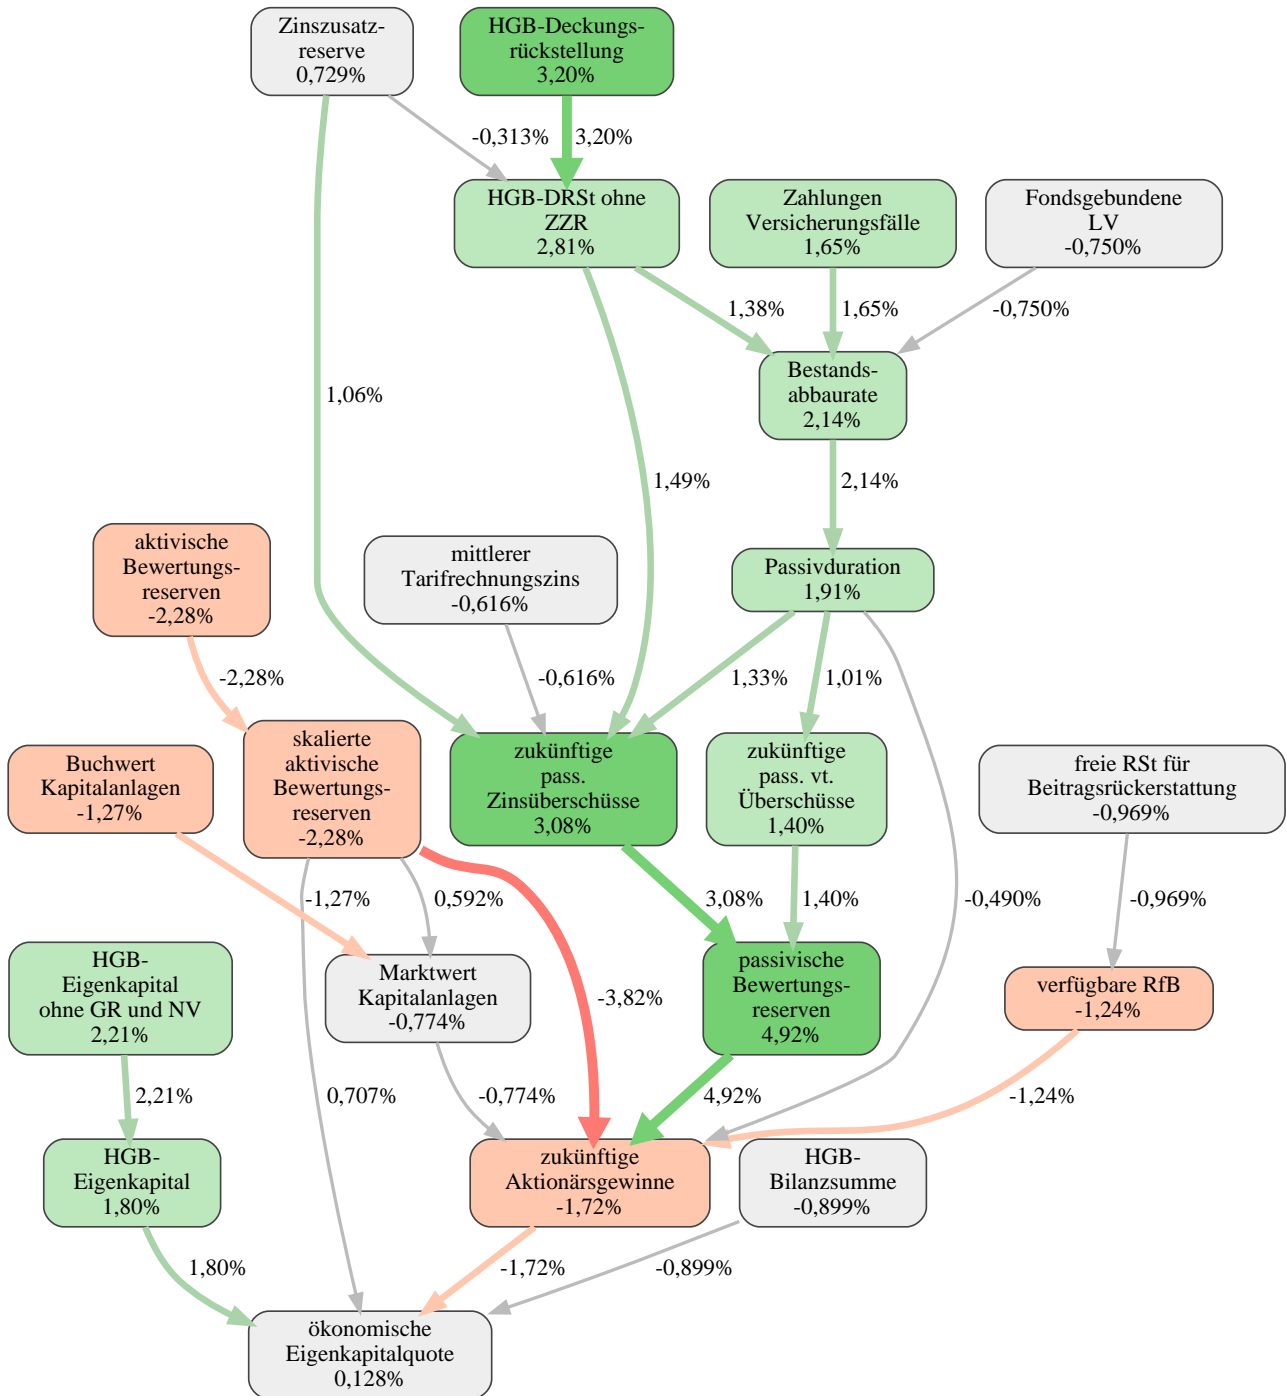 Zinszusatz-
reserve
0,729%
HGB-Deckungs-
rückstellung
3,20%
-0,313%
3,20%
HGB-DRSt ohne
ZZR
2,81%
Zahlungen
Versicherungsfälle
1,65%
Fondsgebundene
LV
-0,750%
1,38%
1,65%
-0,750%
Bestands-
abbaurate
2,14%
1,06%
1,49%
2,14%
aktivische
Bewertungs-
reserven
-2,28%
mittlerer
Tarifrechnungszins
-0,616%
Passivduration
1,91%
-2,28%
-0,616%
1,33%
1,01%
Buchwert
Kapitalanlagen
-1,27%
skalierte
aktivische
Bewertungs-
reserven
-2,28%
zukünftige
pass.
Zinsüberschüsse
3,08%
zukünftige
pass. vt.
Überschüsse
1,40%
freie RSt für
Beitragsrückerstattung
-0,969%
-1,27%
0,592%
3,08%
1,40%
-0,490%
-0,969%
HGB-
Eigenkapital
ohne GR und NV
2,21%
Marktwert
Kapitalanlagen
-0,774%
-3,82%
passivische
Bewertungs-
reserven
4,92%
verfügbare RfB
-1,24%
2,21%
0,707%
-0,774%
4,92%
-1,24%
HGB-
Eigenkapital
1,80%
zukünftige
Aktionärsgewinne
-1,72%
HGB-
Bilanzsumme
-0,899%
1,80%
-1,72%
-0,899%
ökonomische
Eigenkapitalquote
0,128%